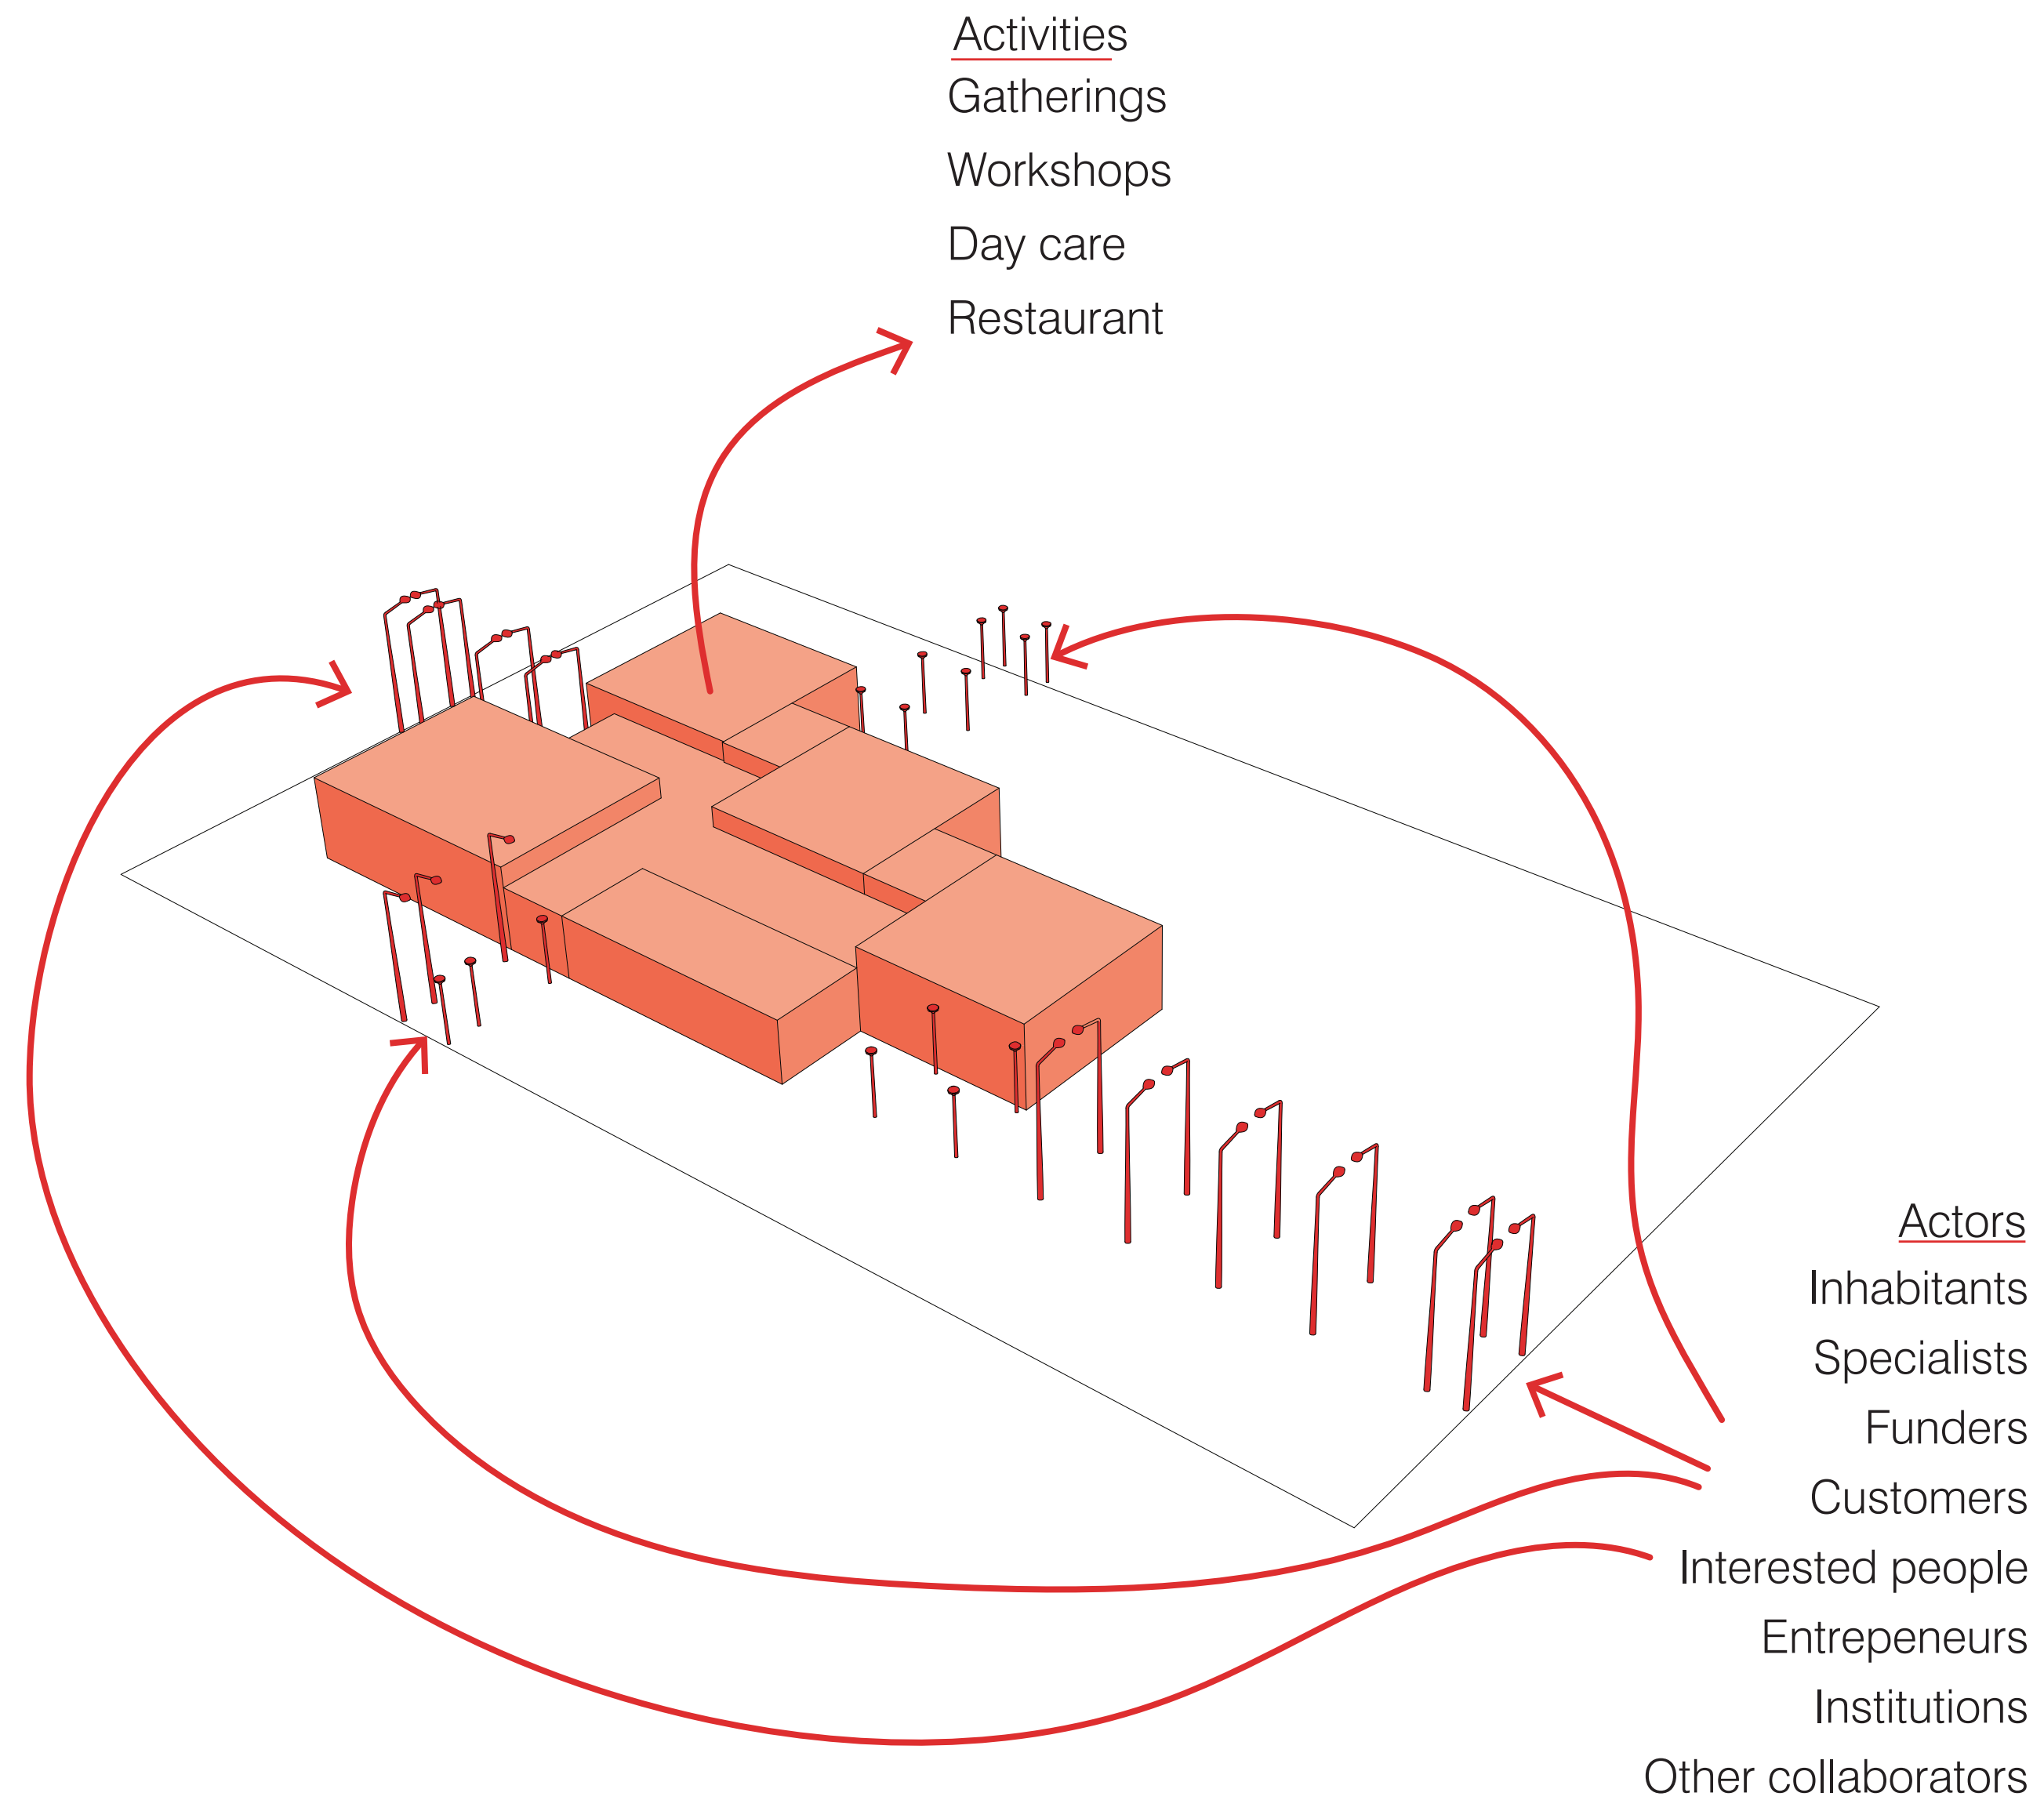 Activities
Gatherings
Workshops
Day care
Restaurant
Actors
Inhabitants
Specialists
Funders
Customers
Interested people
Entrepeneurs
Institutions
Other collaborators